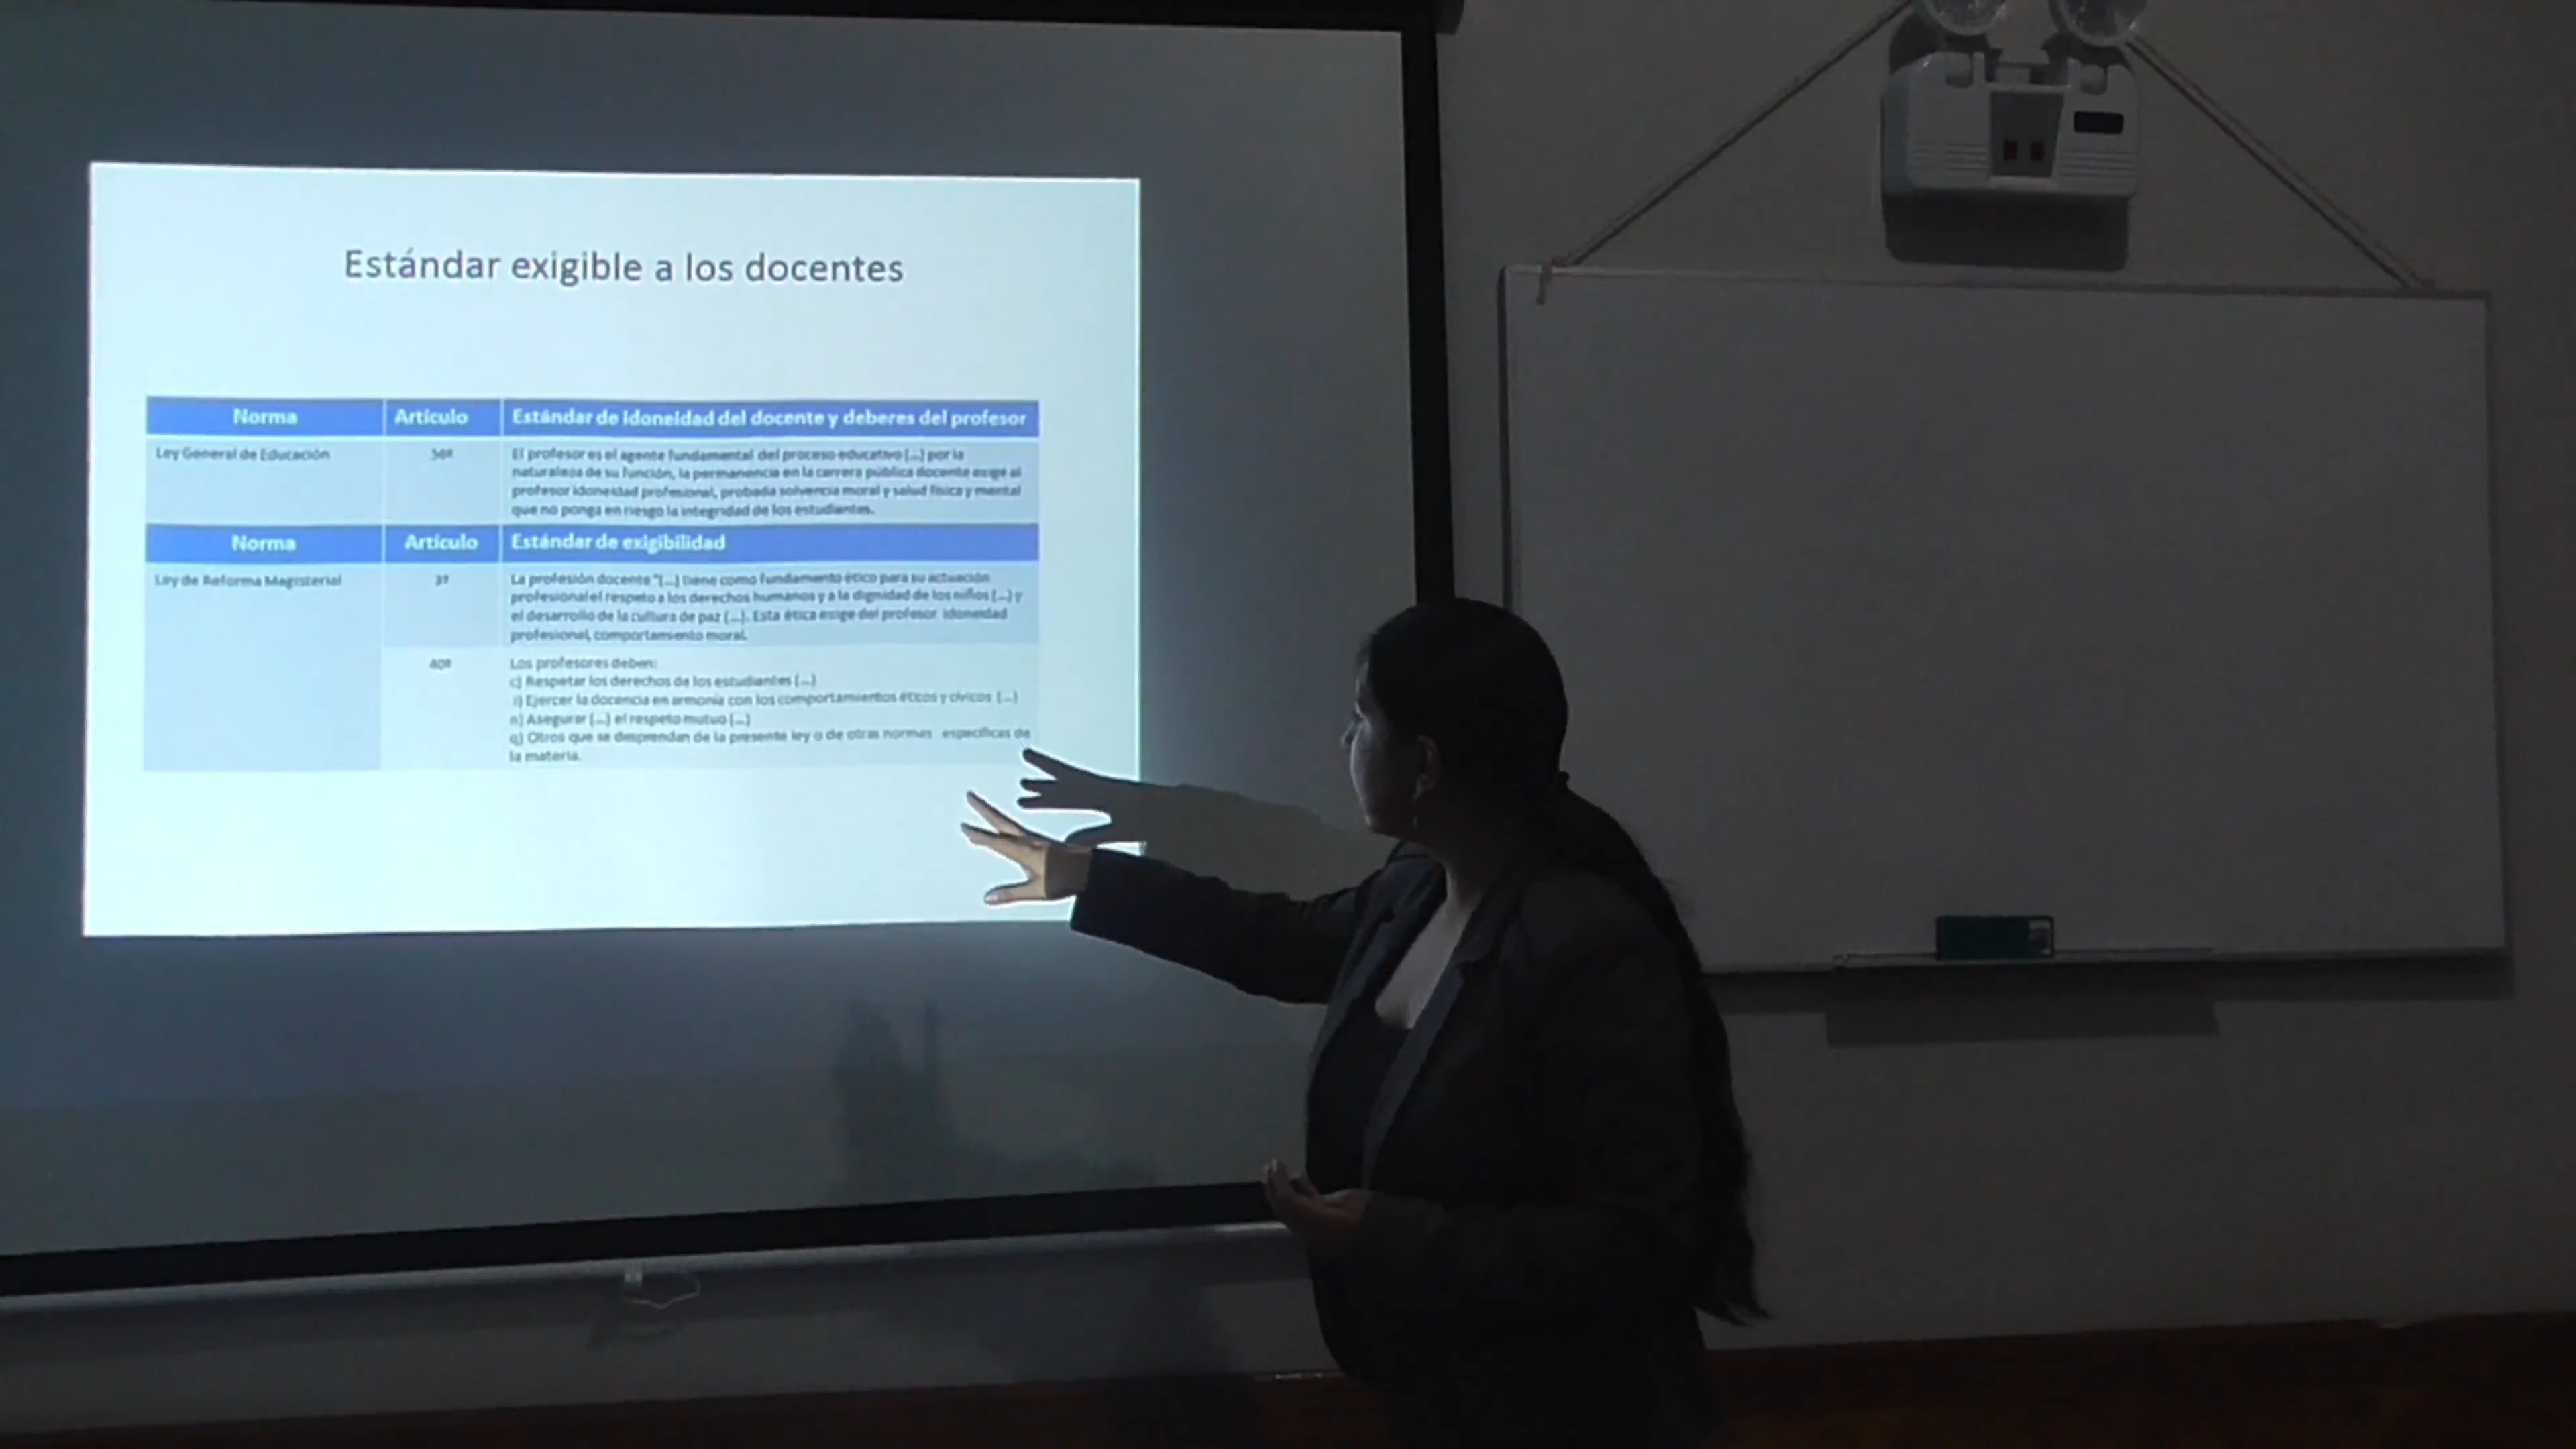 Estándar exigible a los docentes
Norma Artículo Estándar de idoneidad del docente y deberes del profesor
Ley General de Educación 56º El profesor es el agente fundamental del proceso educativo (...) por la
naturaleza de su función, la permanencia en la carrera pública docente exige al
profesor idoneidad profesional, probada solvencia moral y salud física y mental
que no ponga en riesgo la integridad de los estudiantes.
Norma Artículo Estándar de exigibilidad
Ley de Reforma Magisterial 3º La profesión docente "(...) tiene como fundamento ético para su actuación
profesional el respeto a los derechos humanos y a la dignidad de los niños (...) y
el desarrollo de la cultura de paz (...). Esta ética exige del profesor idoneidad
profesional, comportamiento moral.
40º Los profesores deben:
c) Respetar los derechos de los estudiantes (...)
i) Ejercer la docencia en armonía con los comportamientos éticos y cívicos (...)
n) Asegurar (...) el respeto mutuo (...)
q) Otros que se desprendan de la presente ley o de otras normas específicas de
la materia.